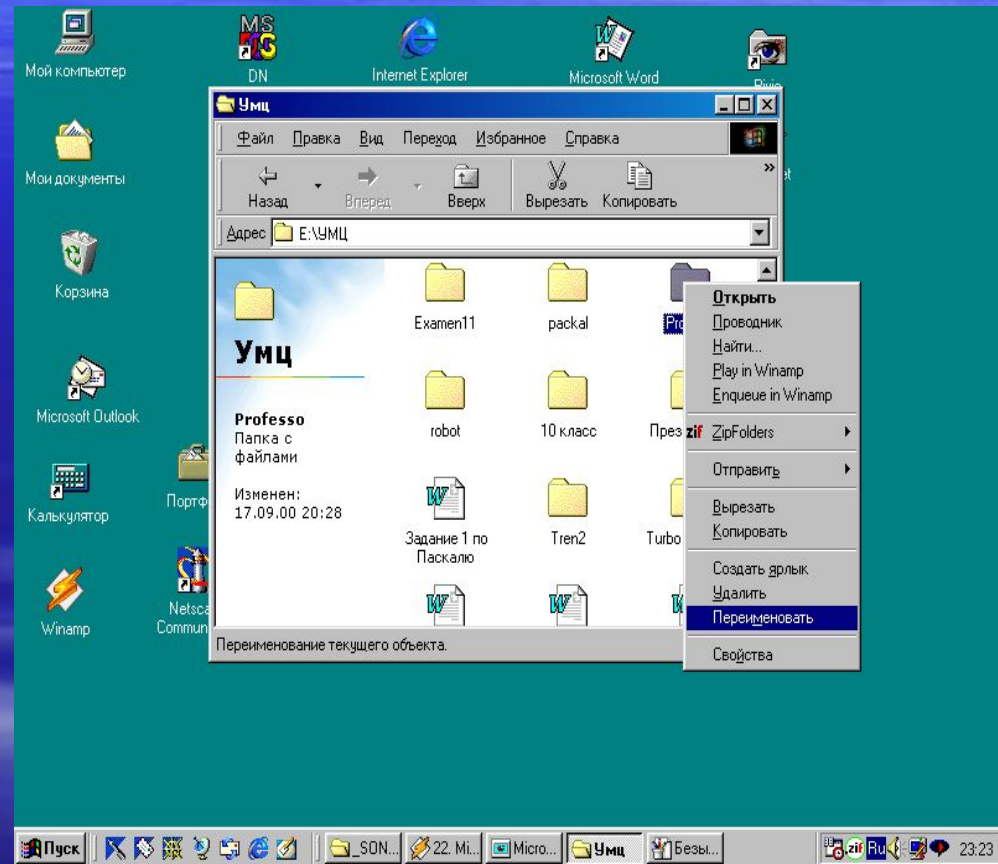 Мой компьютер
MS
DN
Internet Explorer
Microsoft Word
Мои документы
Корзина
Microsoft Outlook
Калькулятор
Портф
Winamp
Netsca
Commun
Умц
Файл Правка Вид Переход Избранное Справка
Назад Вперед Вверх Вырезать Копировать »
Адрес E:\УМЦ
Умц
Professo
Папка с
файлами
Изменен:
17.09.00 20:28
Examen11 packal Pro
robot 10 класс През
Задание 1 по
Паскалю
Tren2 Turbo
Переименование текущего объекта.
Открыть
Проводник
Найти...
Play in Winamp
Enqueue in Winamp
zif ZipFolders
Отправить
Вырезать
Копировать
Создать ярлык
Удалить
Переименовать
Свойства
Пуск _SON... 22. Mi... Micro... Умц Безы... zif Ru 23:23